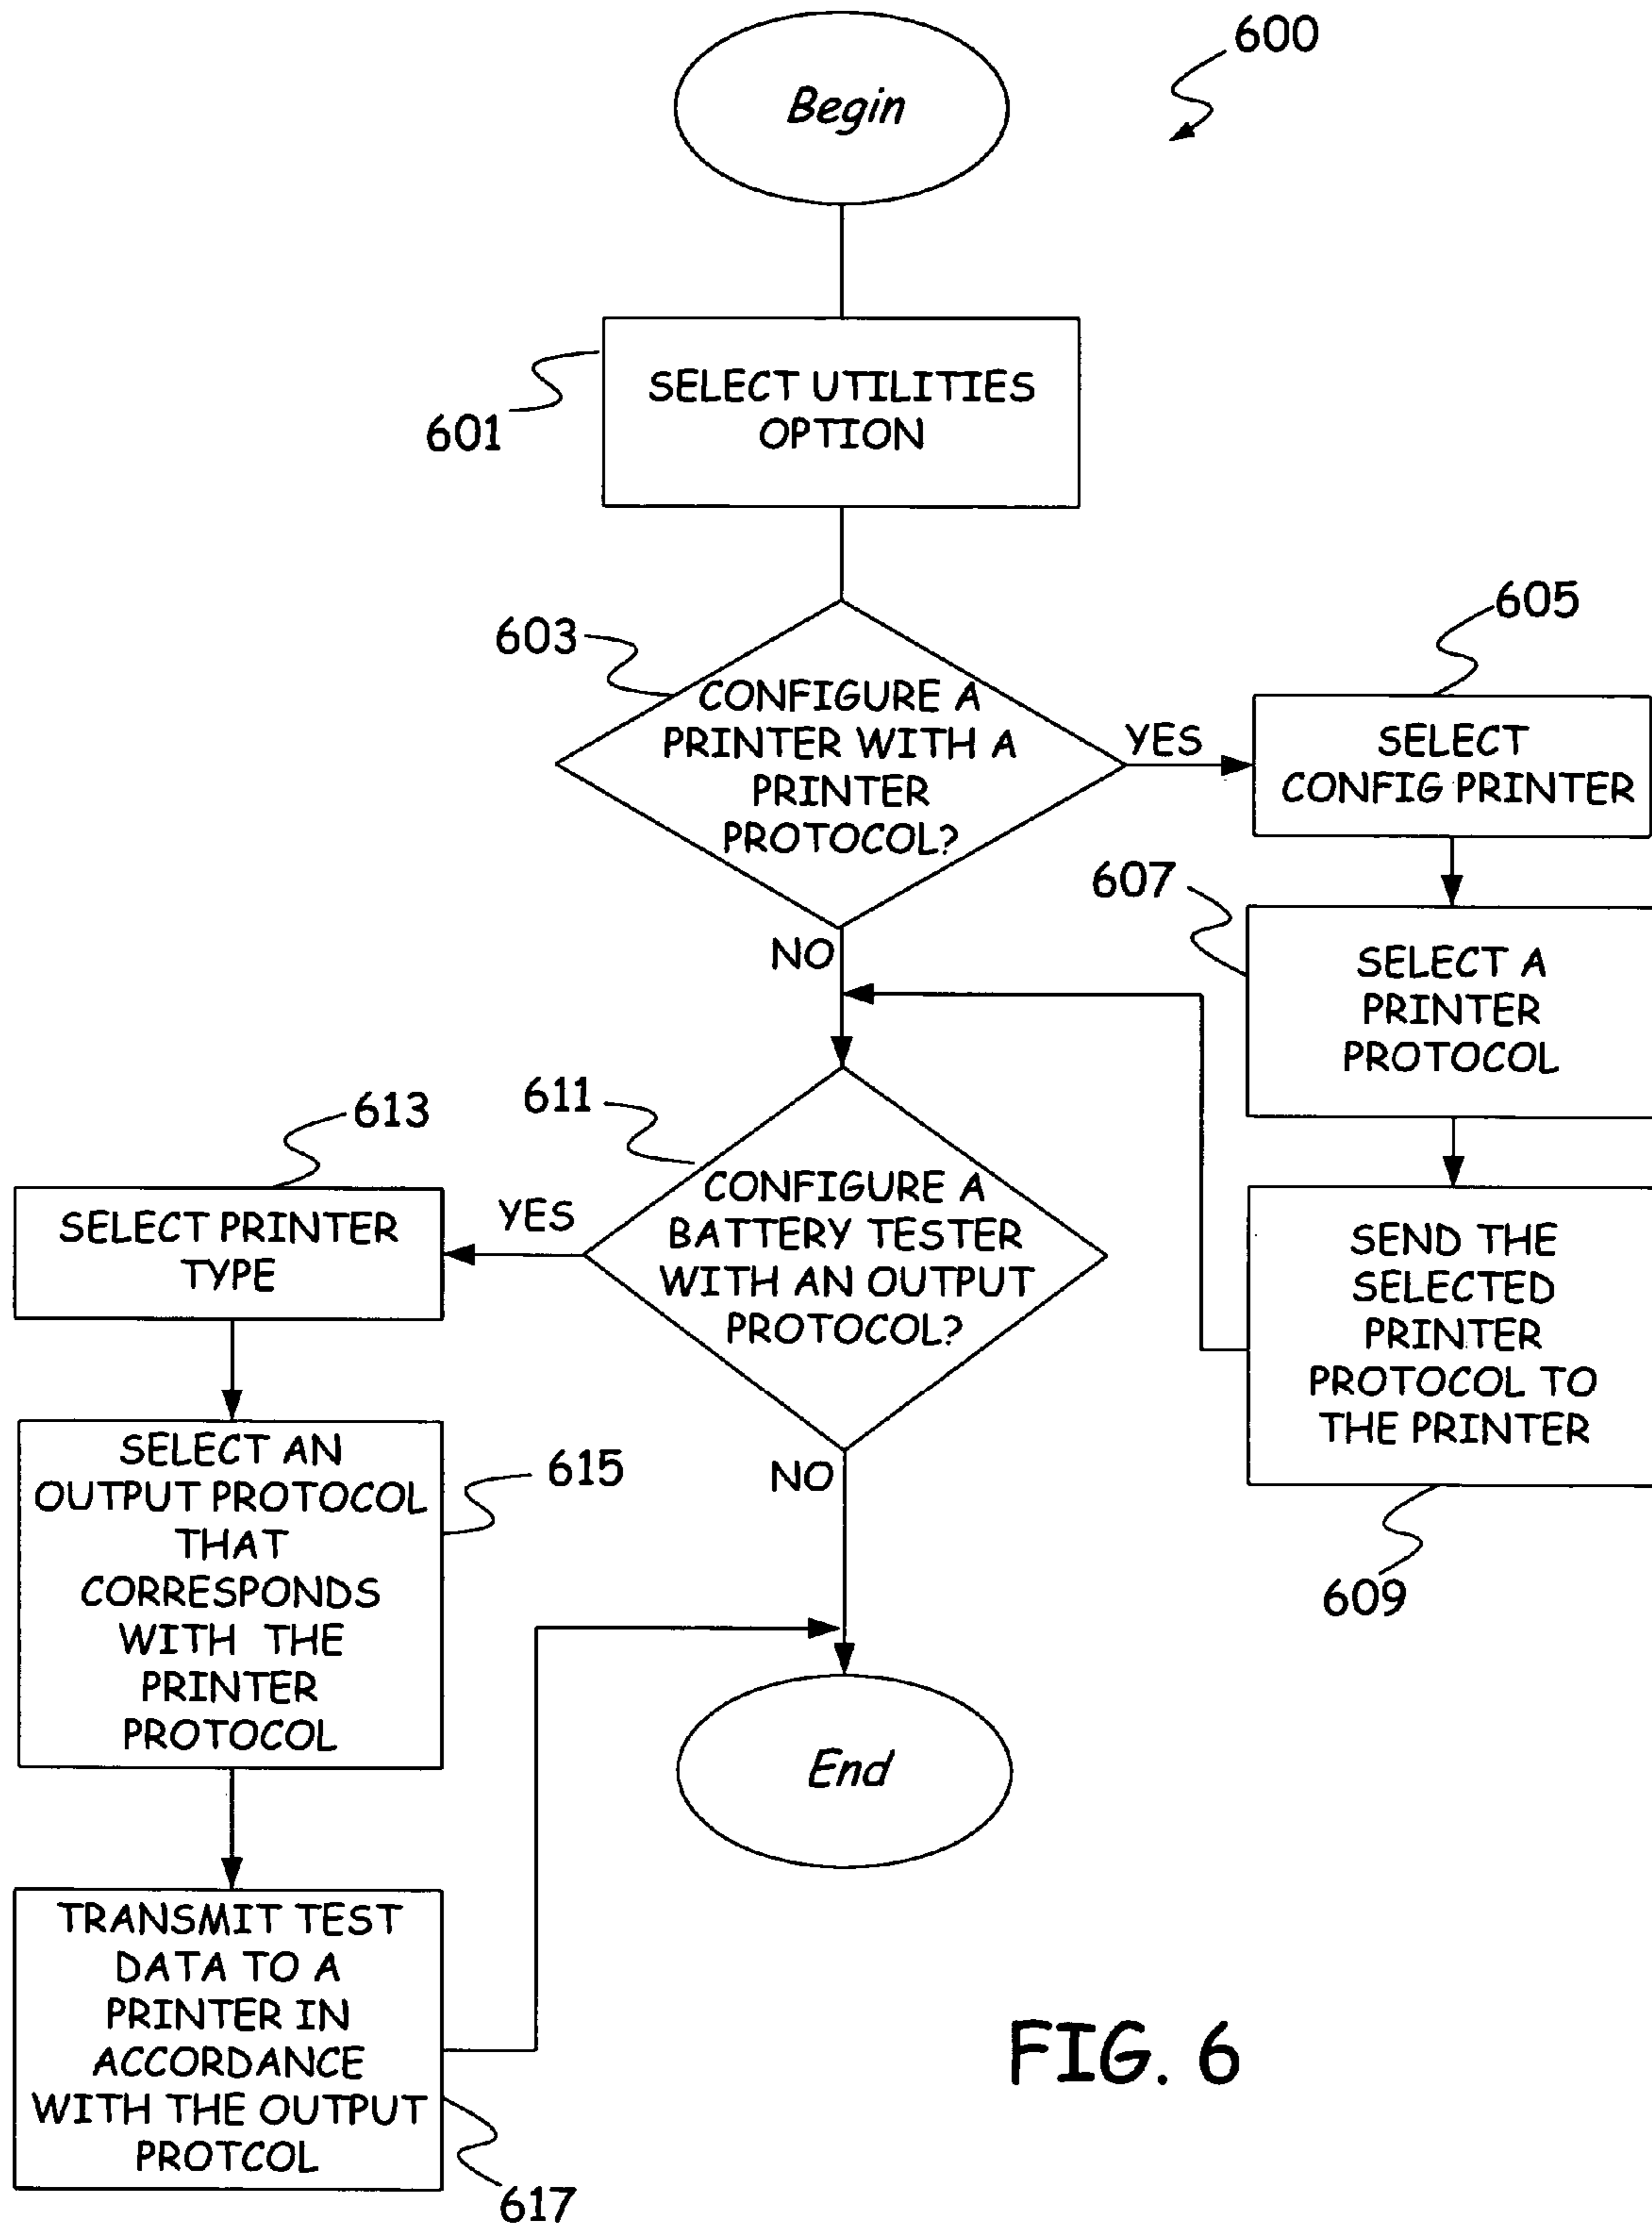 600
Begin
SELECT UTILITIES
OPTION
601
603
CONFIGURE A
PRINTER WITH A
PRINTER
PROTOCOL?
YES
605
SELECT
CONFIG PRINTER
607
SELECT A
PRINTER
PROTOCOL
NO
SEND THE
SELECTED
PRINTER
PROTOCOL TO
THE PRINTER
609
611
CONFIGURE A
BATTERY TESTER
WITH AN OUTPUT
PROTOCOL?
YES
613
SELECT PRINTER
TYPE
SELECT AN
OUTPUT PROTOCOL
THAT
CORRESPONDS
WITH THE
PRINTER
PROTOCOL
615
NO
End
TRANSMIT TEST
DATA TO A
PRINTER IN
ACCORDANCE
WITH THE OUTPUT
PROTCOL
617
FIG. 6